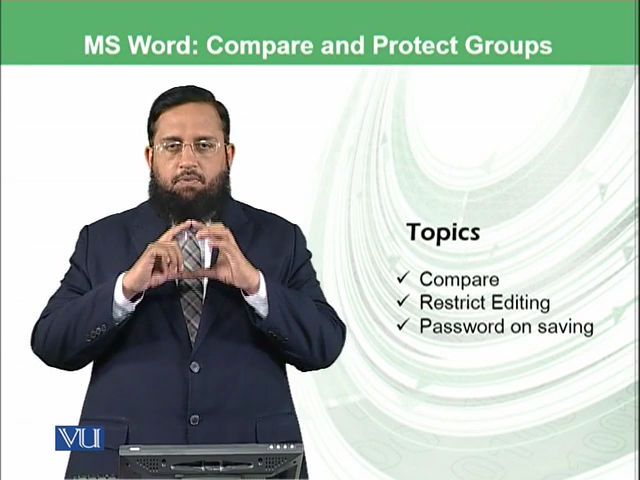 MS Word: Compare and Protect Groups
Topics
✓ Compare
✓ Restrict Editing
✓ Password on saving
VU